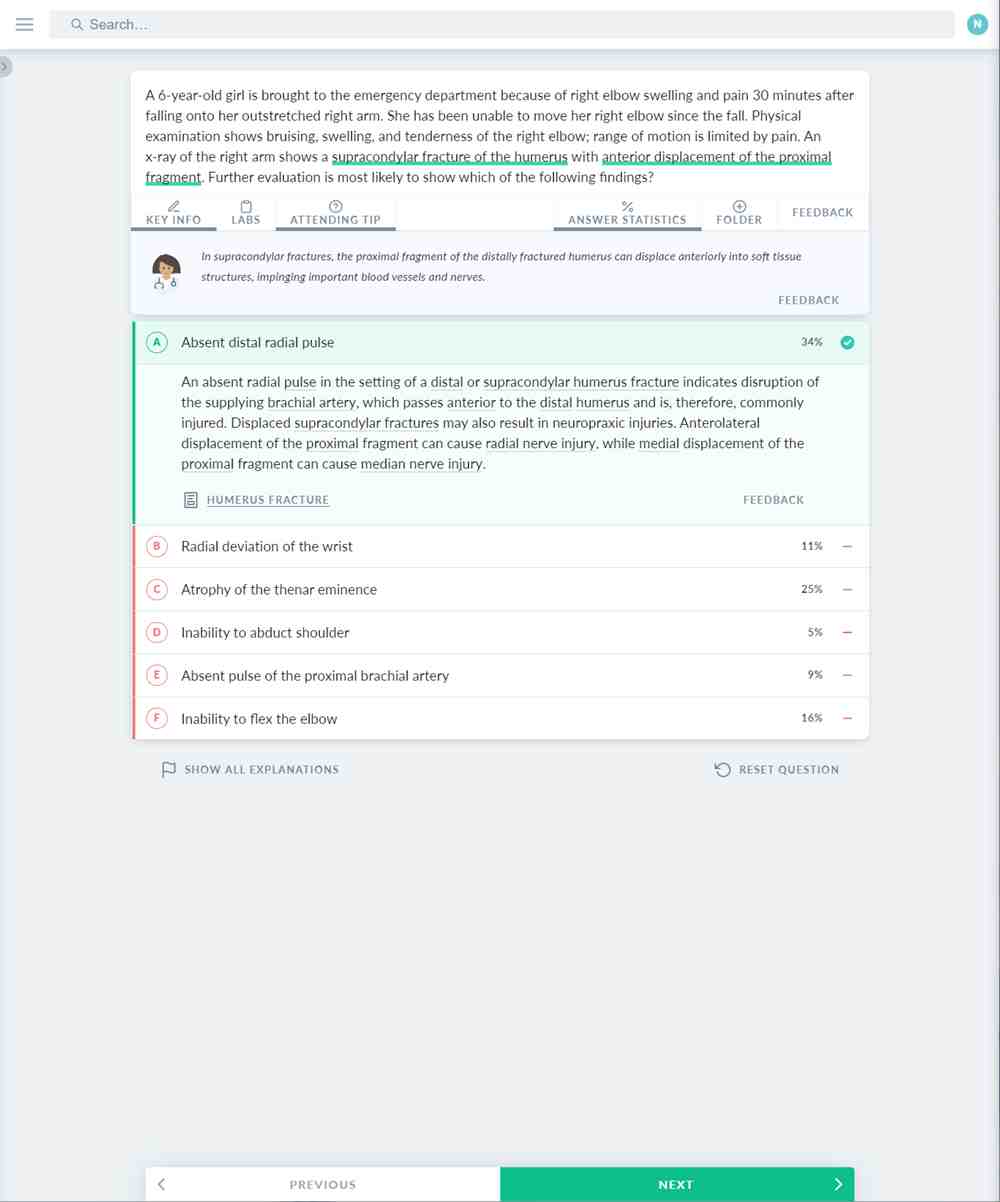 Search...
N
A 6-year-old girl is brought to the emergency department because of right elbow swelling and pain 30 minutes after
falling onto her outstretched right arm. She has been unable to move her right elbow since the fall. Physical
examination shows bruising, swelling, and tenderness of the right elbow; range of motion is limited by pain. An
x-ray of the right arm shows a supracondylar fracture of the humerus with anterior displacement of the proximal
fragment. Further evaluation is most likely to show which of the following findings?
KEY INFO LABS ATTENDING TIP ANSWER STATISTICS FOLDER FEEDBACK
In supracondylar fractures, the proximal fragment of the distally fractured humerus can displace anteriorly into soft tissue
structures, impinging important blood vessels and nerves.
FEEDBACK
A Absent distal radial pulse 34%
An absent radial pulse in the setting of a distal or supracondylar humerus fracture indicates disruption of
the supplying brachial artery, which passes anterior to the distal humerus and is, therefore, commonly
injured. Displaced supracondylar fractures may also result in neuropraxic injuries. Anterolateral
displacement of the proximal fragment can cause radial nerve injury, while medial displacement of the
proximal fragment can cause median nerve injury.
HUMERUS FRACTURE FEEDBACK
B Radial deviation of the wrist 11%
C Atrophy of the thenar eminence 25%
D Inability to abduct shoulder 5%
E Absent pulse of the proximal brachial artery 9%
F Inability to flex the elbow 16%
SHOW ALL EXPLANATIONS RESET QUESTION
PREVIOUS NEXT